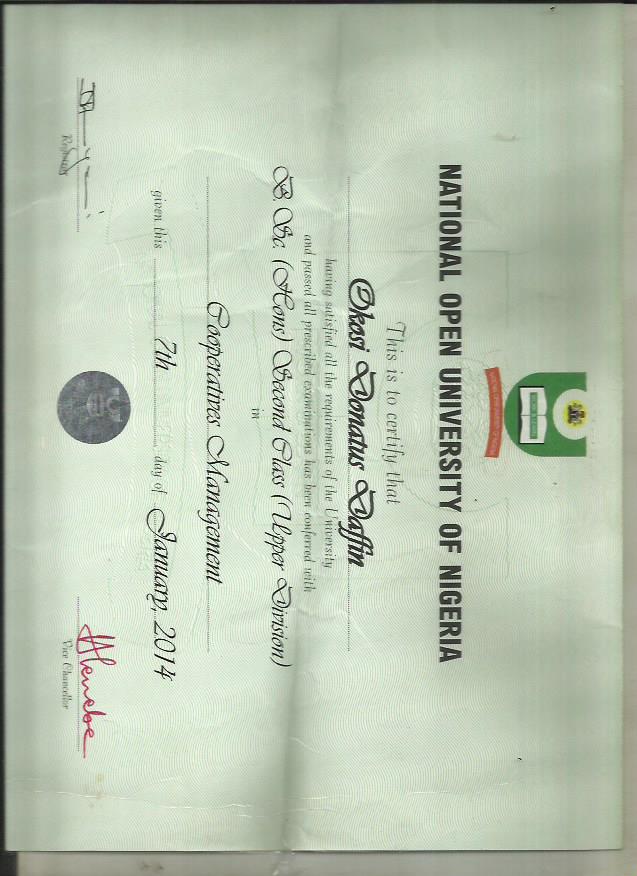 NATIONAL OPEN UNIVERSITY OF NIGERIA
This is to certify that
Okosi Donatus Daffin
having satisfied all the requirements of the University
and passed all prescribed examinations has been conferred with
B. Sc. (Hons) Second Class (Upper Division)
in
Cooperatives Management
given this 7th day of January, 2014
Registrar
Vice Chancellor